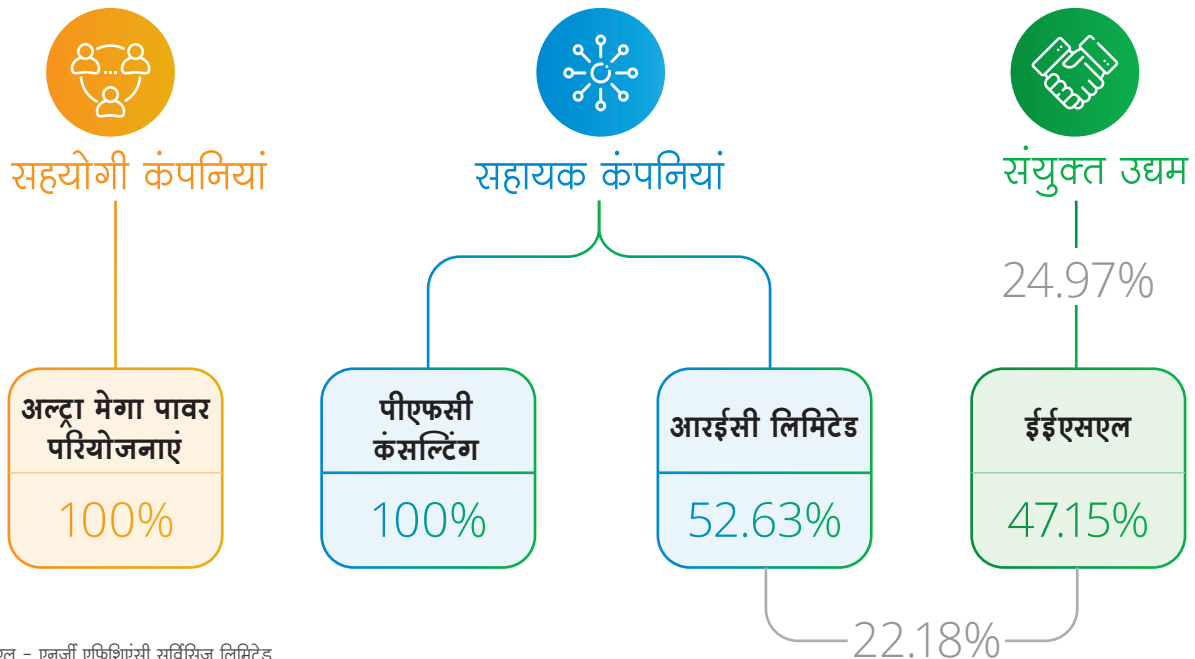 सहयोगी कंपनियां
सहायक कंपनियां
संयुक्त उद्यम
24.97%
अल्ट्रा मेगा पावर
परियोजनाएं
100%
पीएफसी
कंसल्टिंग
100%
आरईसी लिमिटेड
52.63%
ईईएसएल
47.15%
22.18%
एल - एनर्जी एफिशिएंसी सर्विसिज लिमिटेड